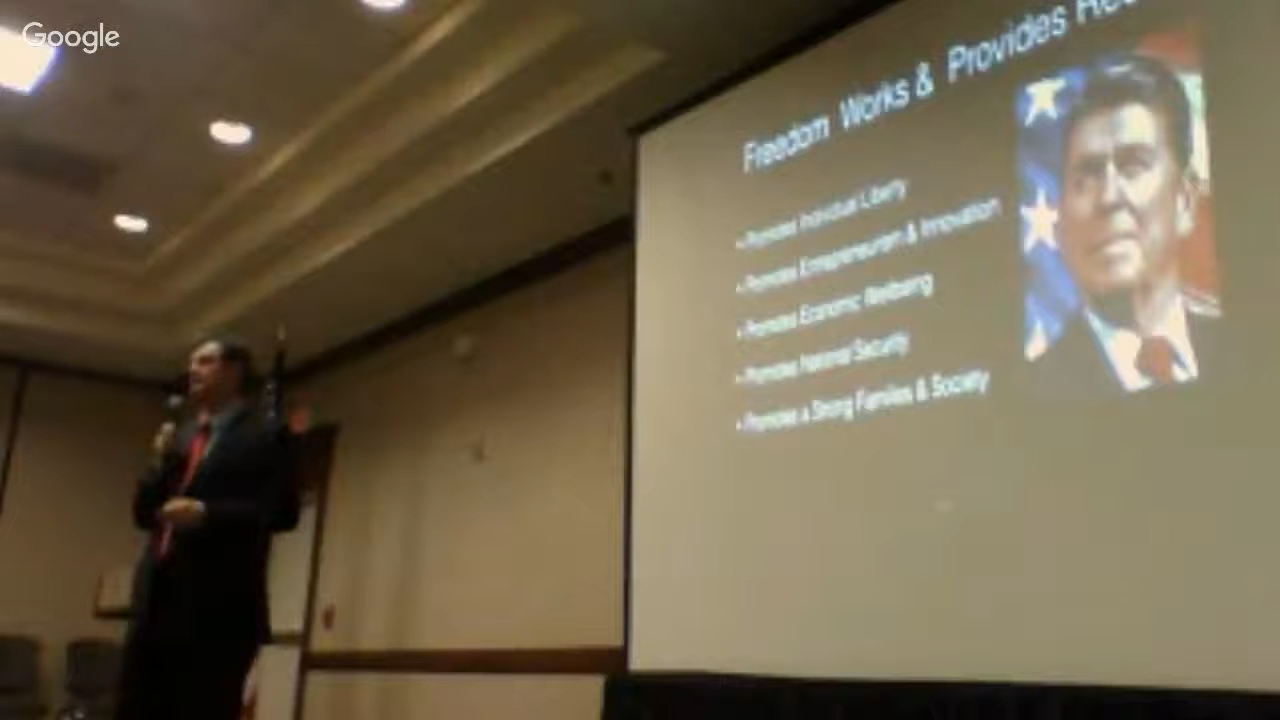 Google
Freedom Works & Provides
• Promotes Individual Liberty
• Promotes Entrepreneurism & Innovation
• Promotes Economic Wellbeing
• Promotes National Security
• Promotes a Strong Families & Society